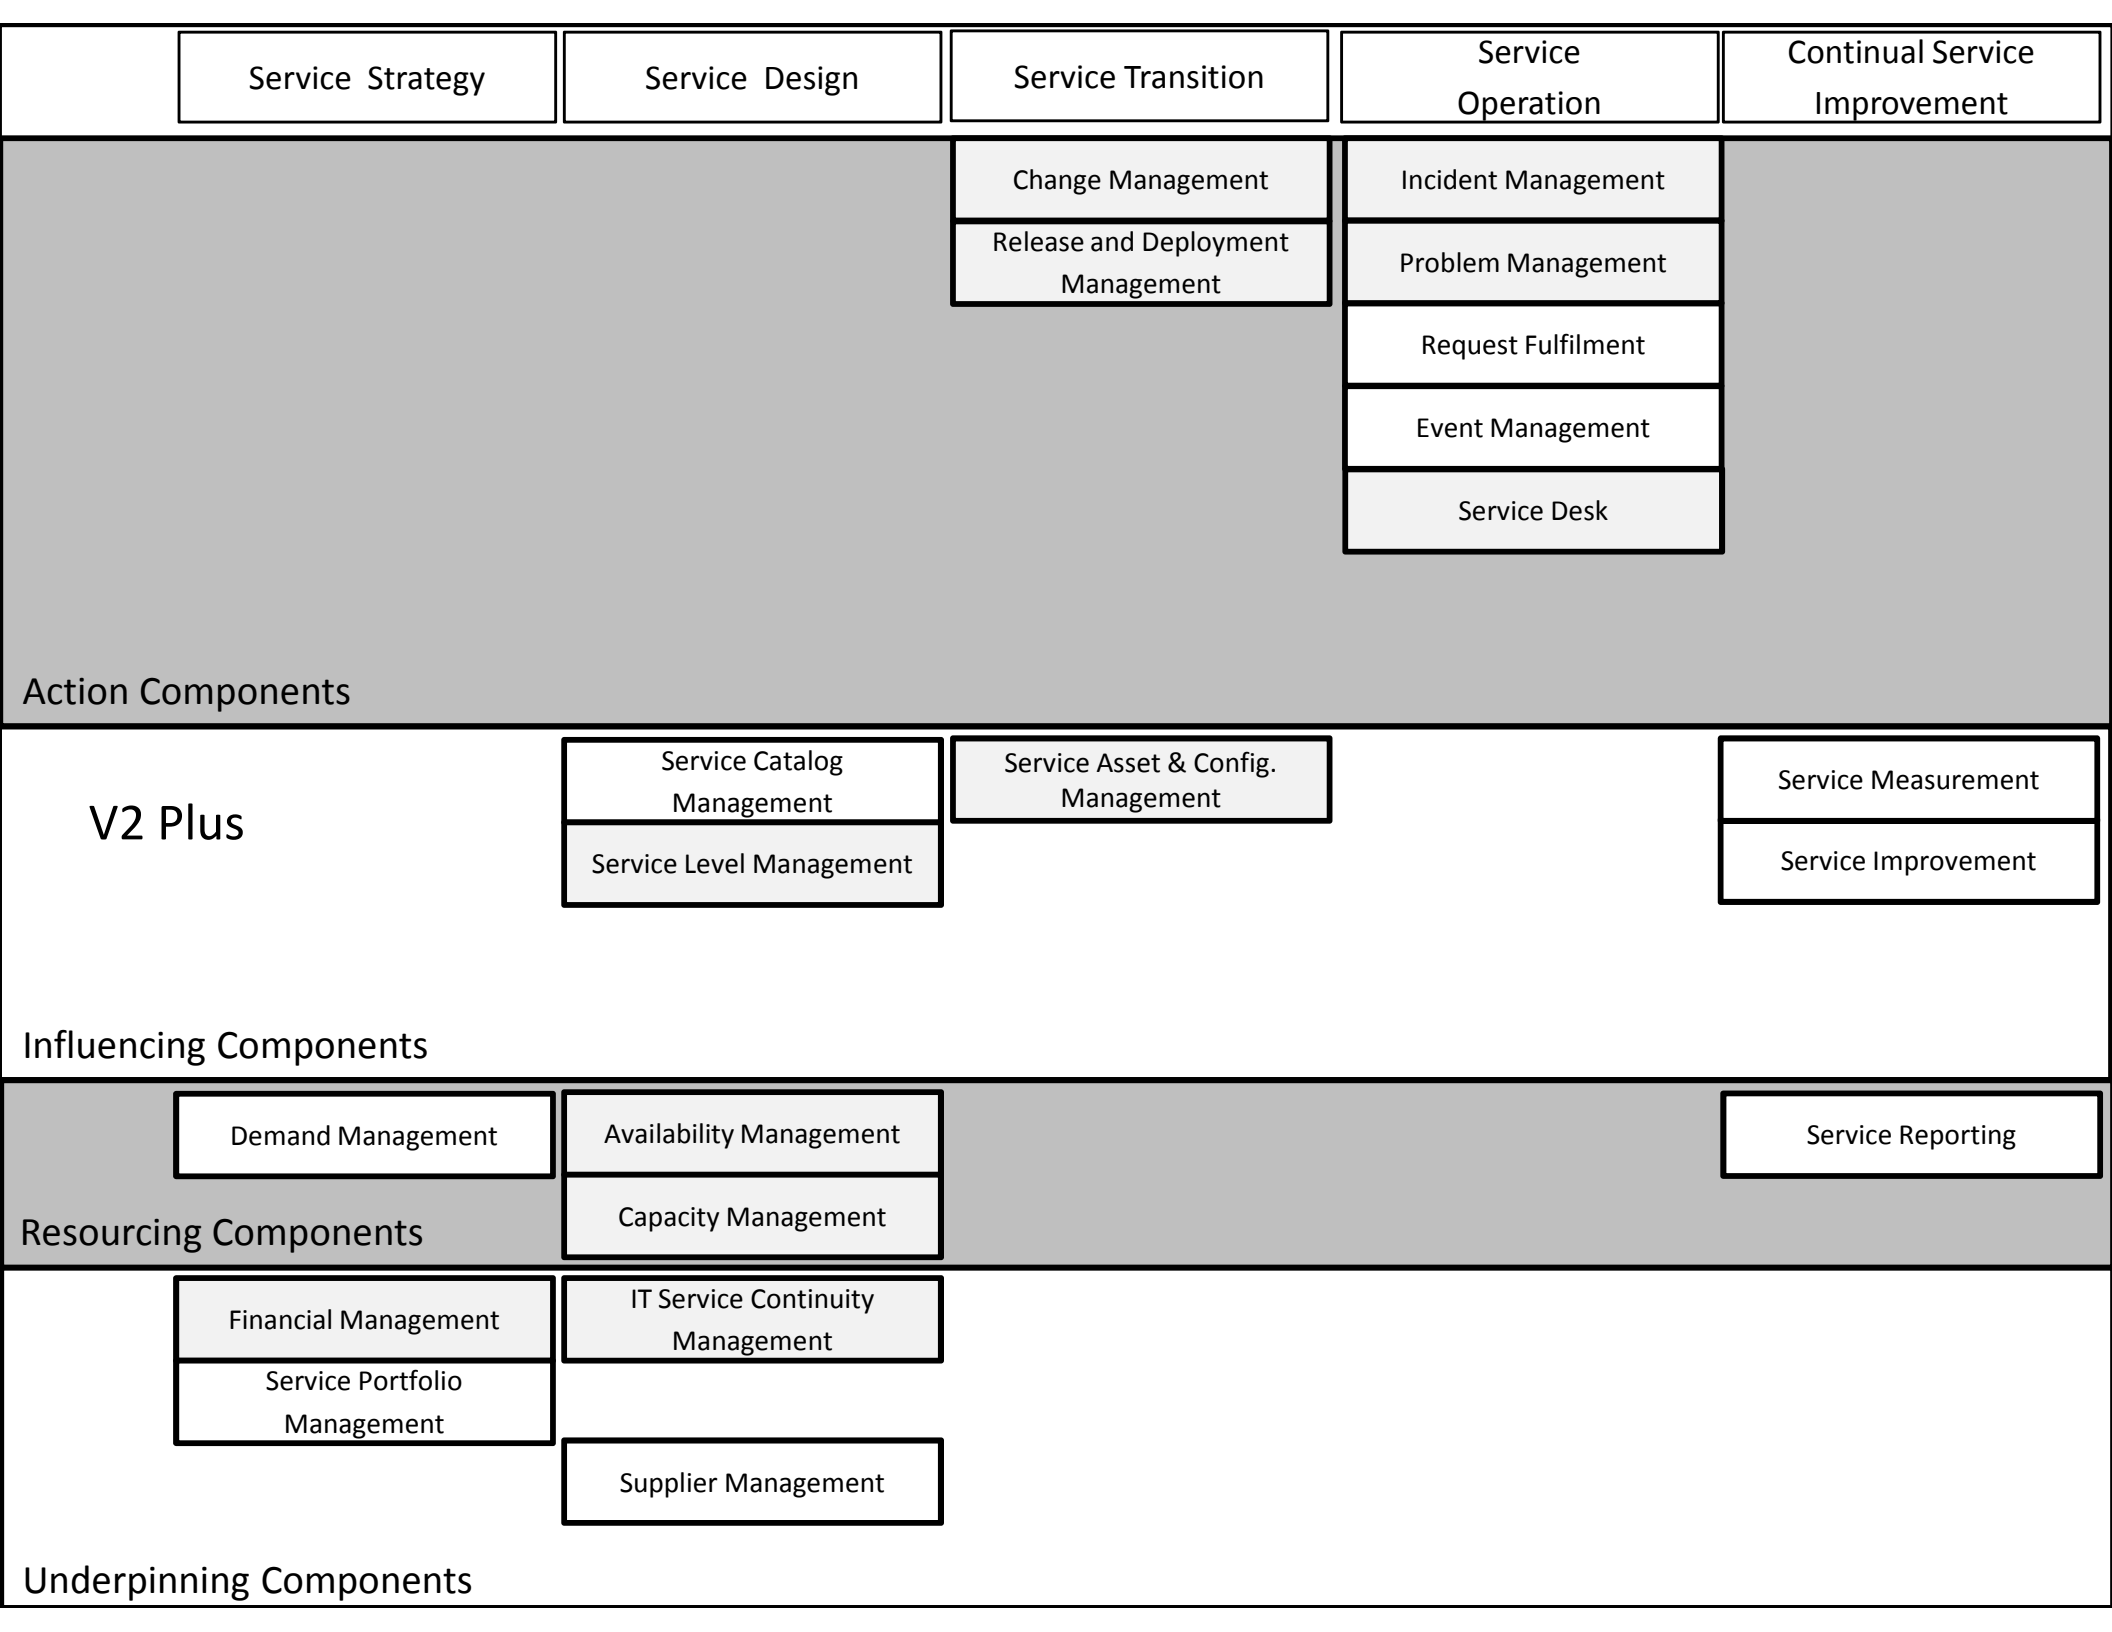 Service Strategy
Service Design
Service Transition
Service
Operation
Continual Service
Improvement
Change Management
Release and Deployment
Management
Incident Management
Problem Management
Request Fulfilment
Event Management
Service Desk
Action Components
V2 Plus
Service Catalog
Management
Service Level Management
Service Asset & Config.
Management
Service Measurement
Service Improvement
Influencing Components
Demand Management
Availability Management
Capacity Management
Service Reporting
Resourcing Components
Financial Management
Service Portfolio
Management
IT Service Continuity
Management
Supplier Management
Underpinning Components